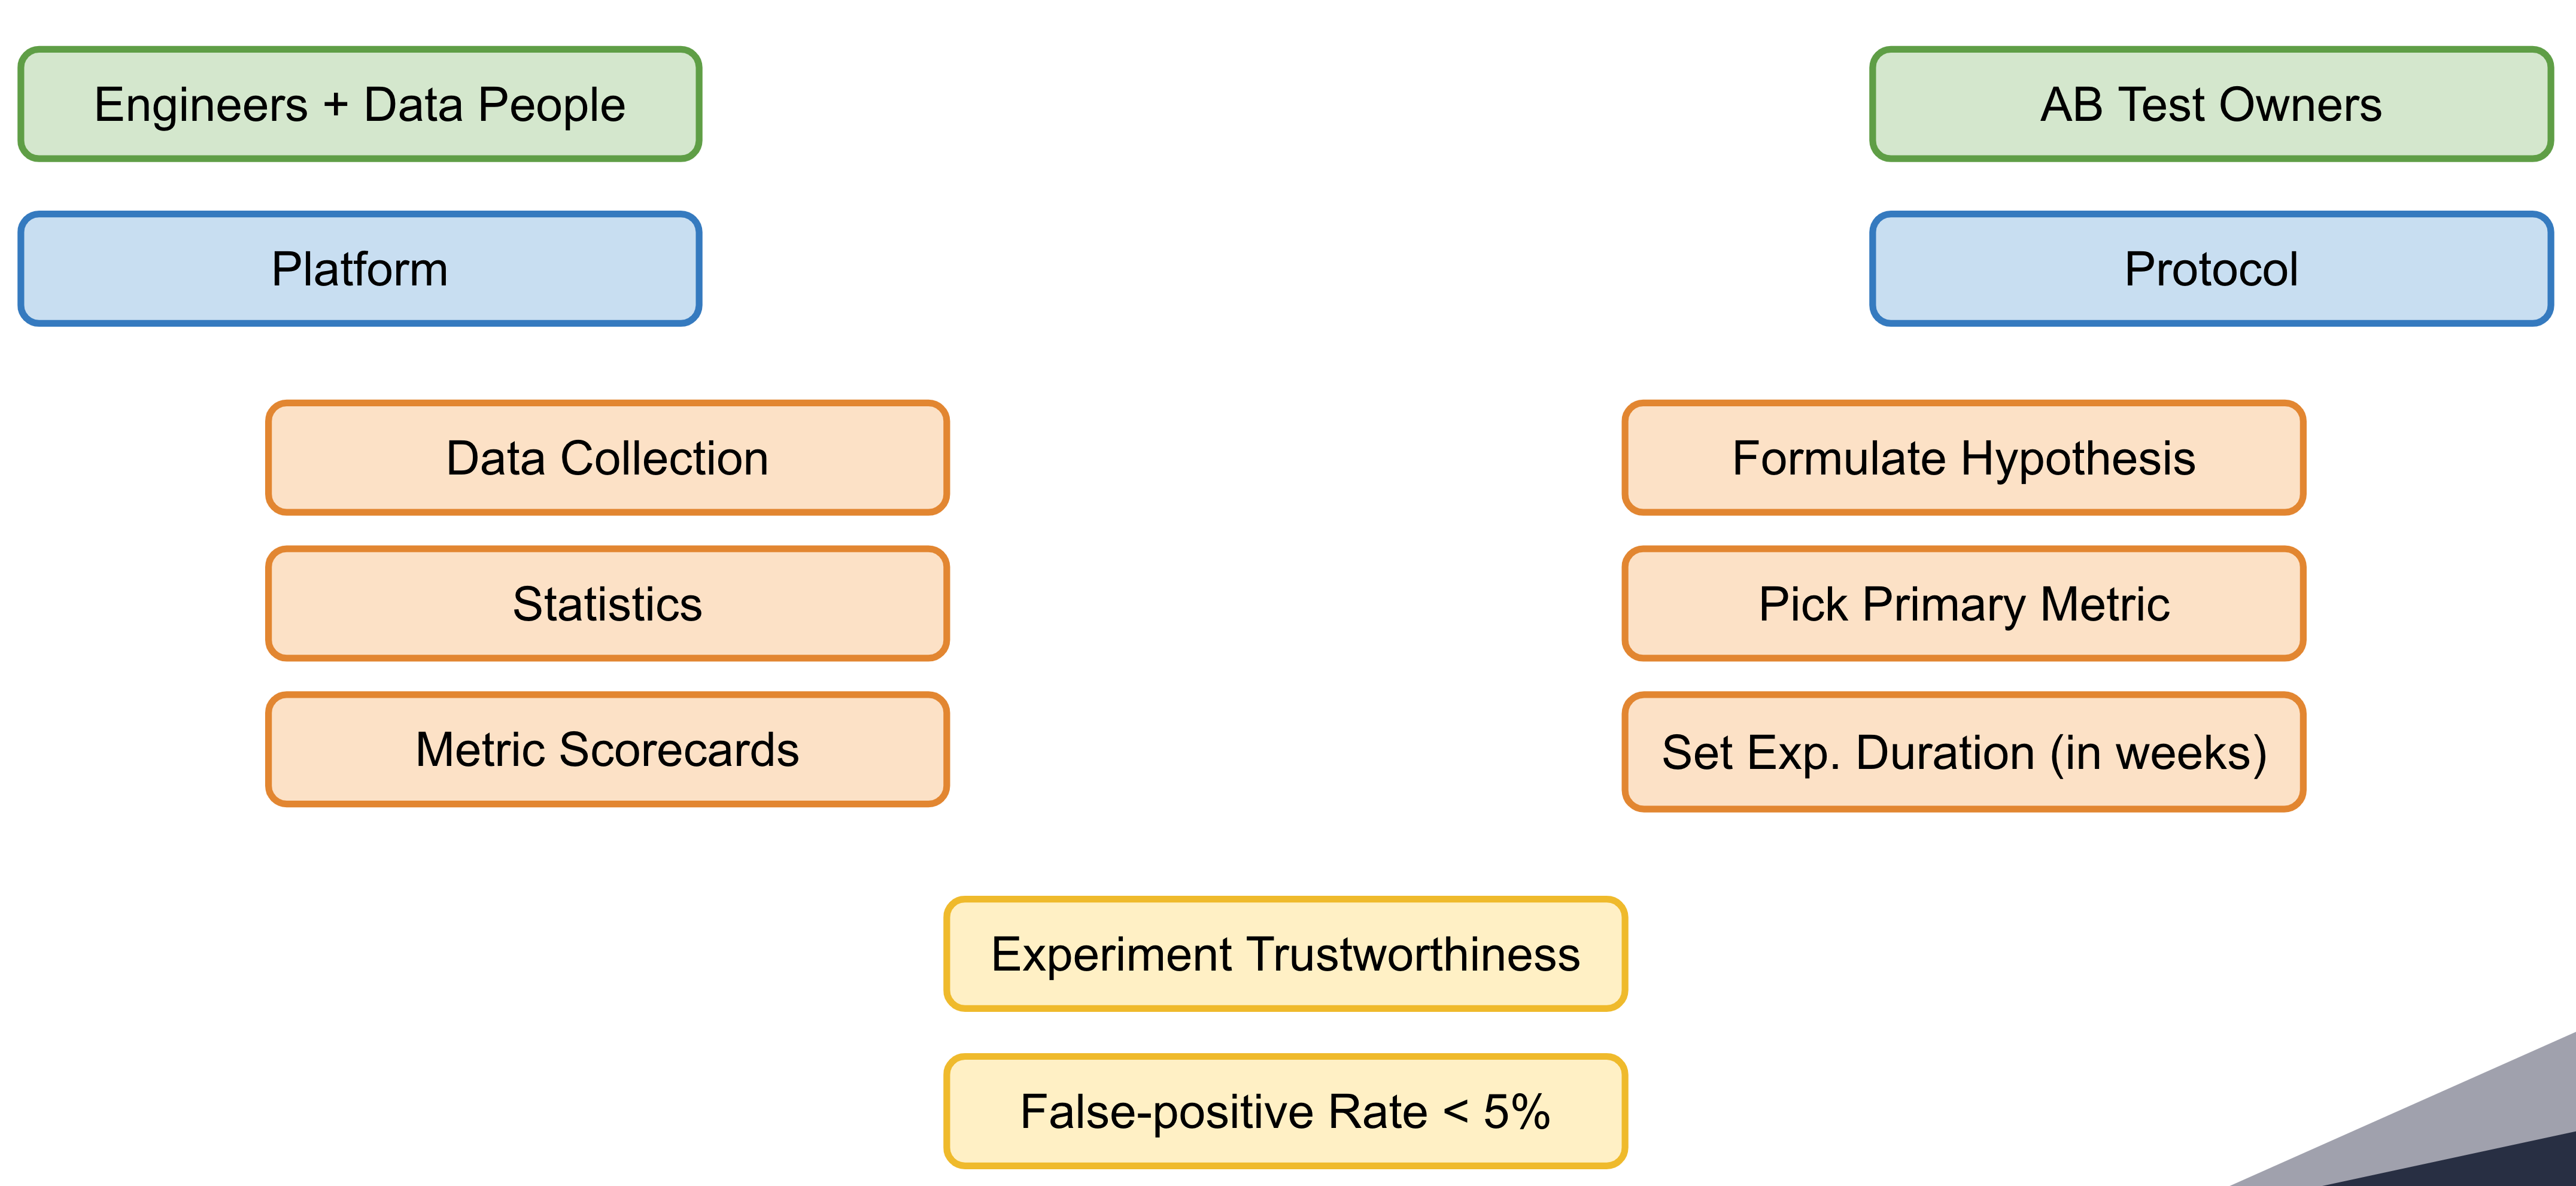 Engineers + Data People
AB Test Owners
Platform
Protocol
Data Collection
Formulate Hypothesis
Statistics
Pick Primary Metric
Metric Scorecards
Set Exp. Duration (in weeks)
Experiment Trustworthiness
False-positive Rate < 5%